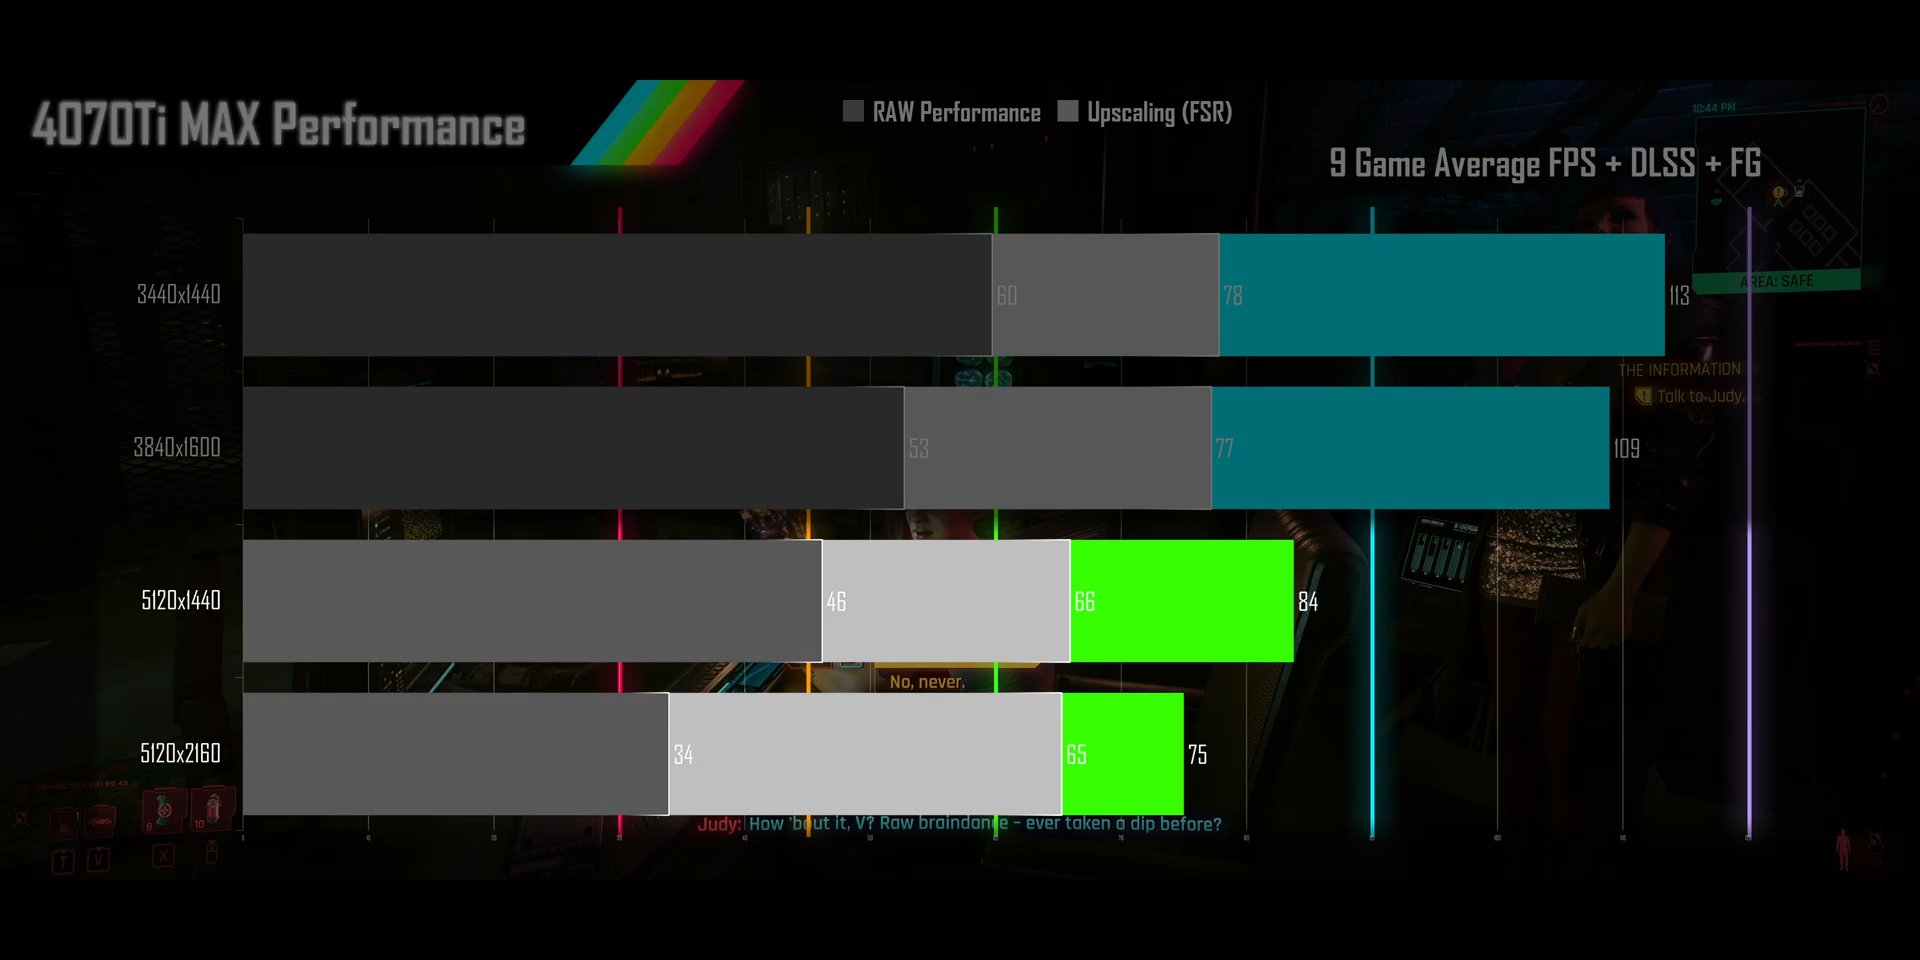 4070Ti MAX Performance
RAW Performance
Upscaling (FSR)
10:44 PM
9 Game Average FPS + DLSS + FG
AREA: SAFE
3440x1440
60
78
113
THE INFORMATION
Talk to Judy.
3840x1600
53
77
109
5120x1440
46
66
84
No, never.
5120x2160
34
65
75
Judy: How 'bout it, V? Raw braindance – ever taken a dip before?
8
10
T
V
X